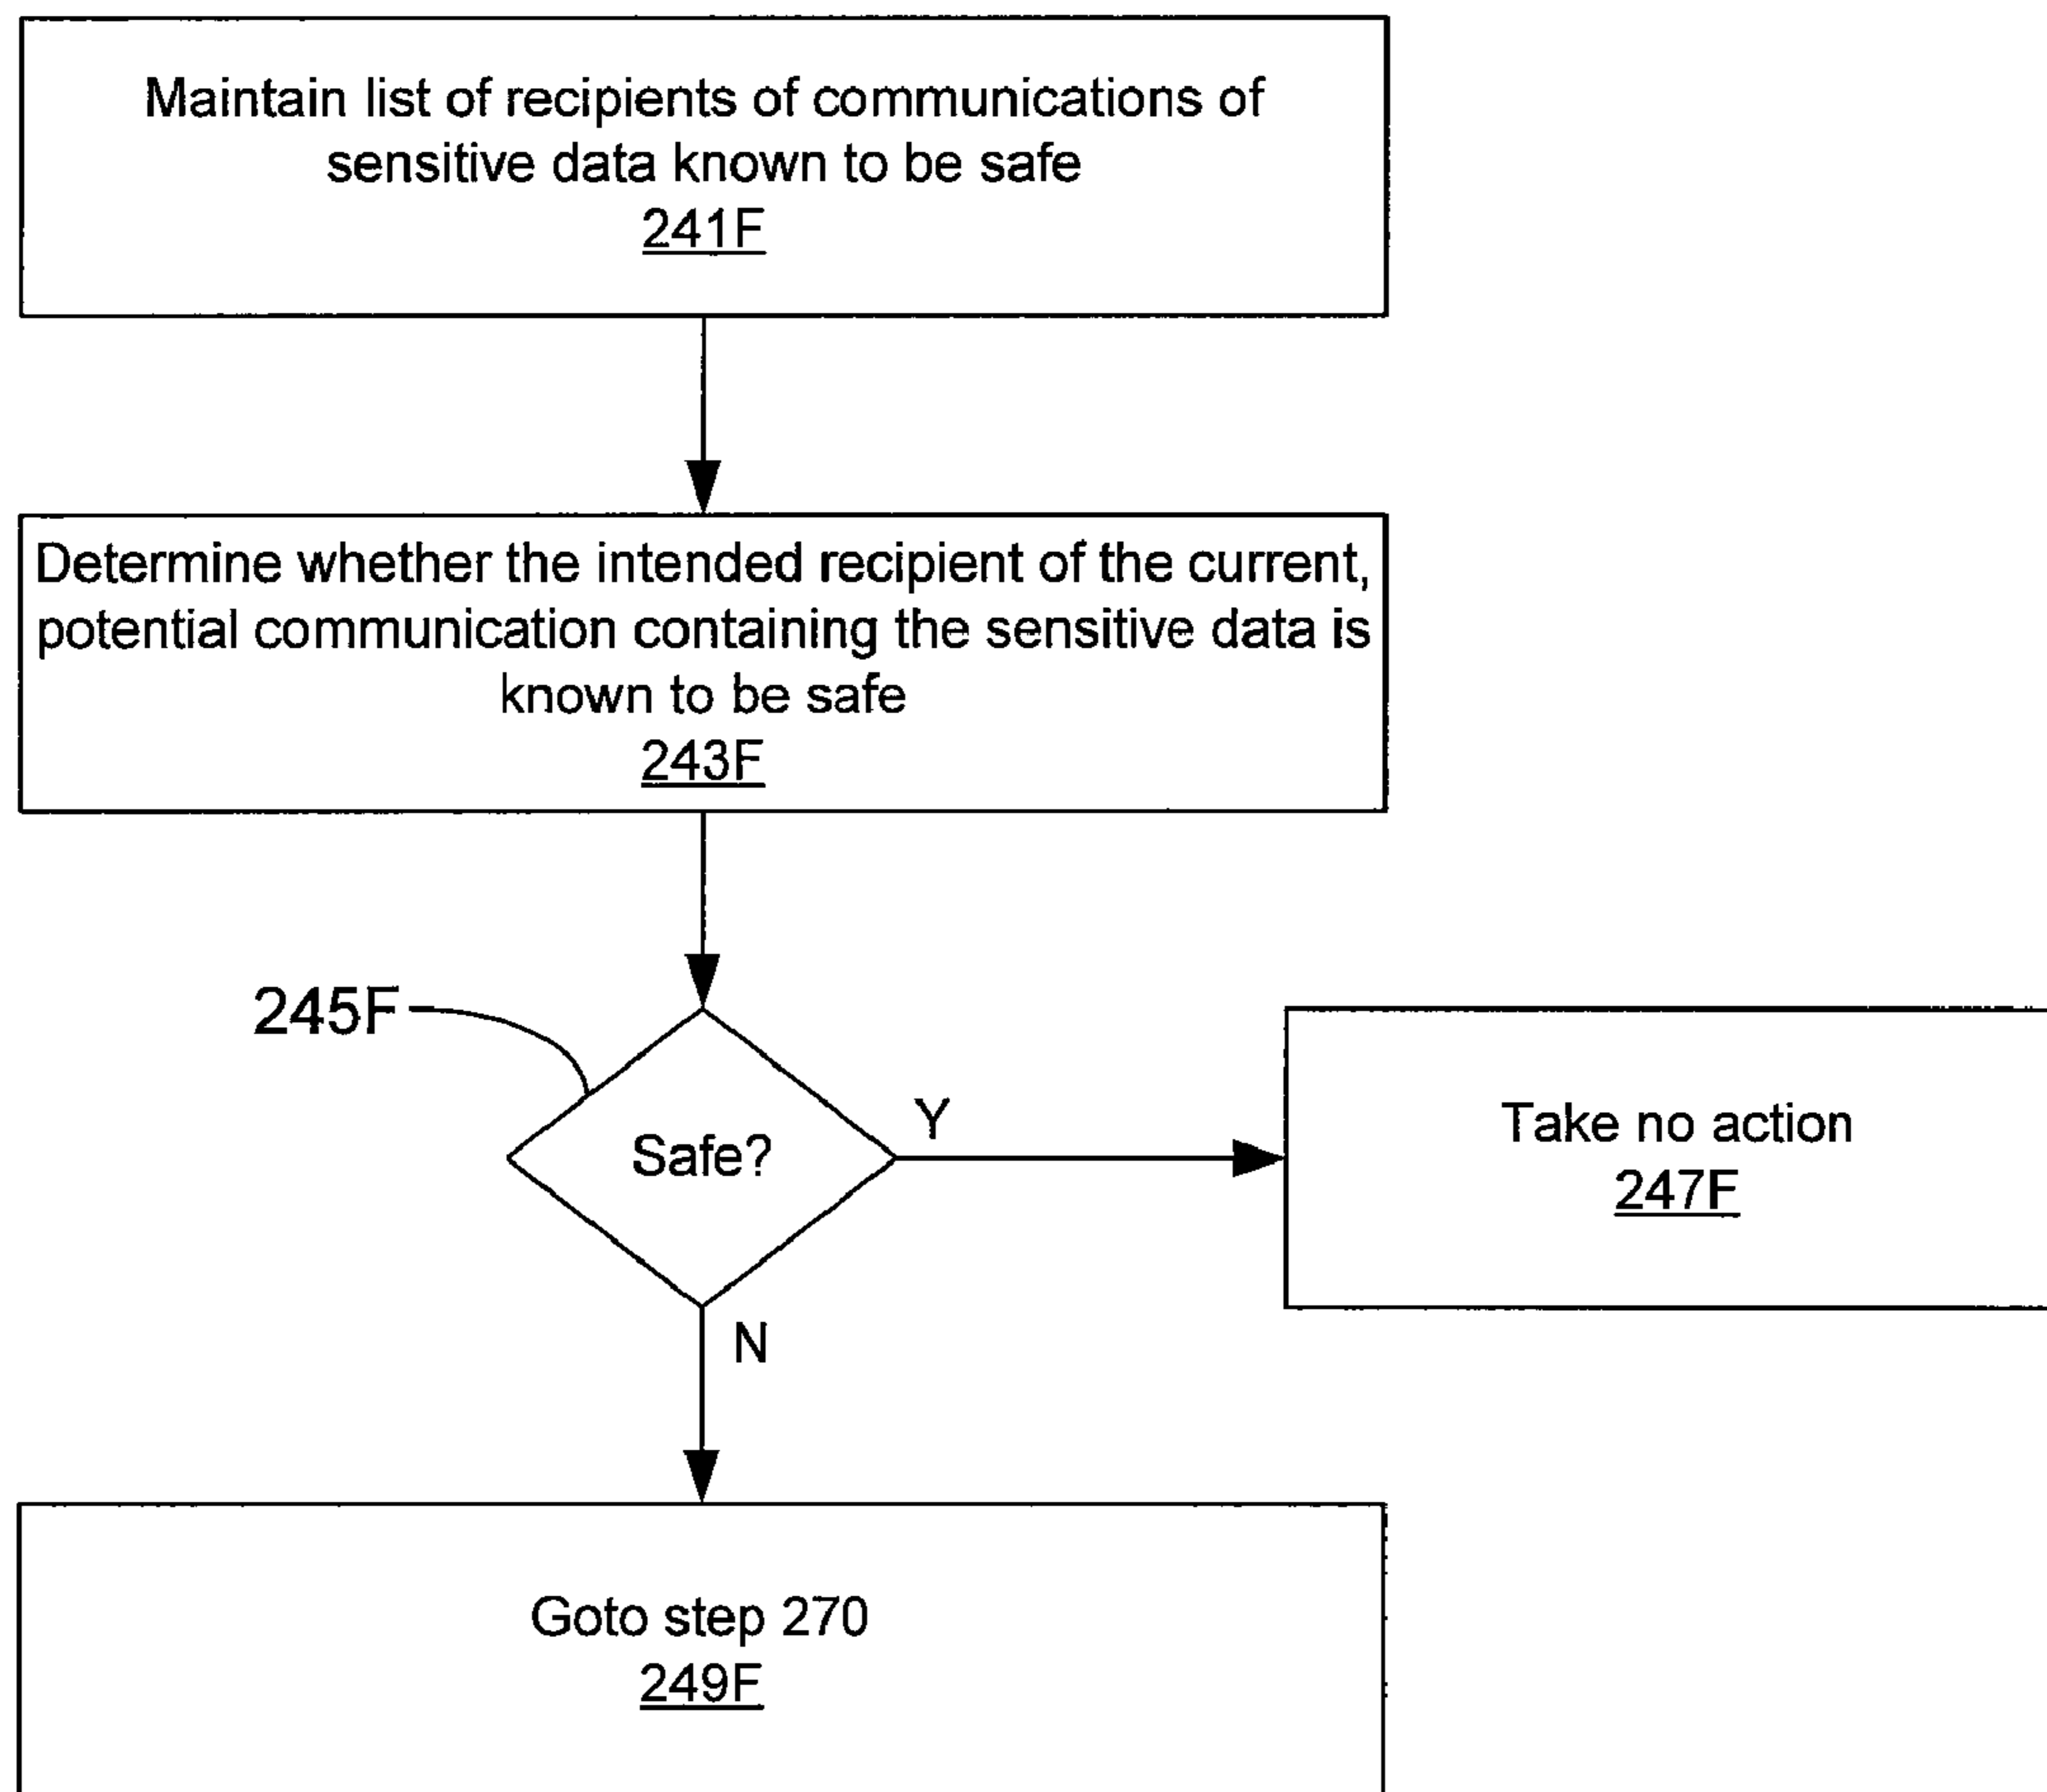 Maintain list of recipients of communications of
sensitive data known to be safe
241F
Determine whether the intended recipient of the current,
potential communication containing the sensitive data is
known to be safe
243F
245F
Safe?
Y
Take no action
247F
N
Goto step 270
249F